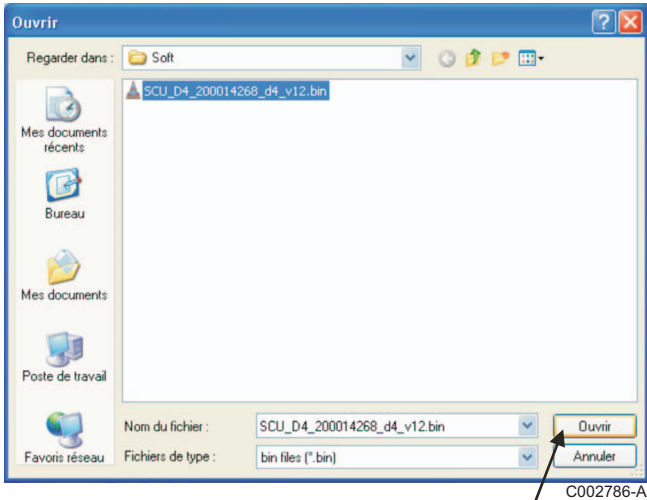 Ouvrir
Regarder dans :
Soft
SCU_D4_200014268_d4_v12.bin
Mes documents
récents
Bureau
Mes documents
Poste de travail
Favoris réseau
Nom du fichier :
SCU_D4_200014268_d4_v12.bin
Ouvrir
Fichiers de type :
bin files (*.bin)
Annuler
C002786-A